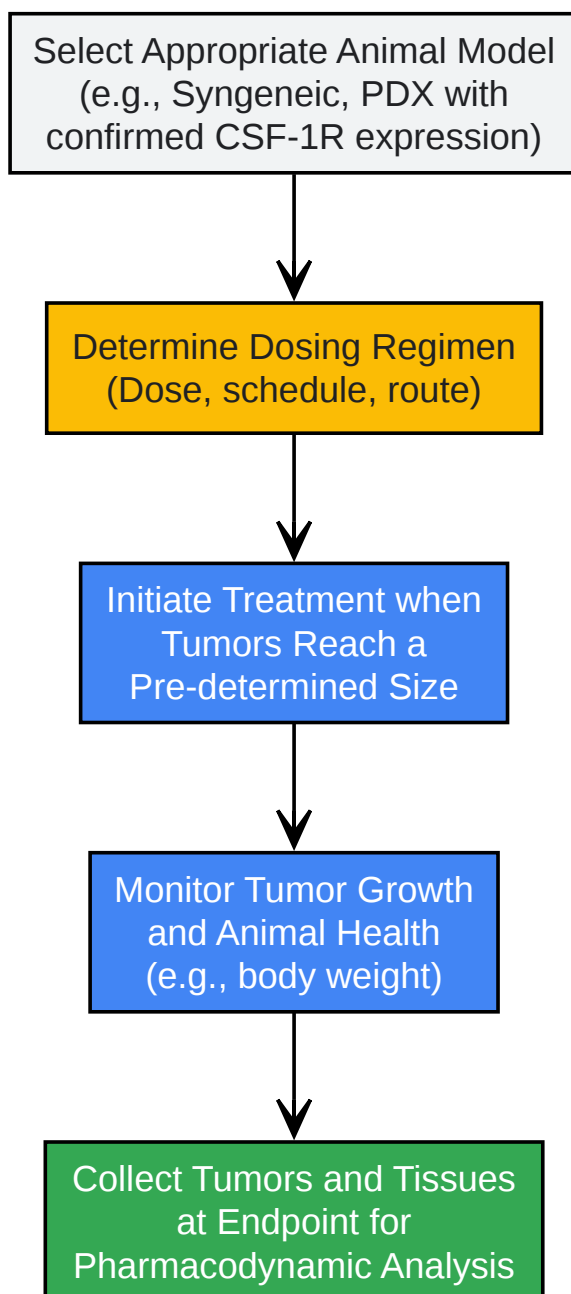 Select Appropriate Animal Model
(e.g., Syngeneic, PDX with
confirmed CSF-1R expression)
Determine Dosing Regimen
(Dose, schedule, route)
Initiate Treatment when
Tumors Reach a
Pre-determined Size
Monitor Tumor Growth
and Animal Health
(e.g., body weight)
Collect Tumors and Tissues
at Endpoint for
Pharmacodynamic Analysis